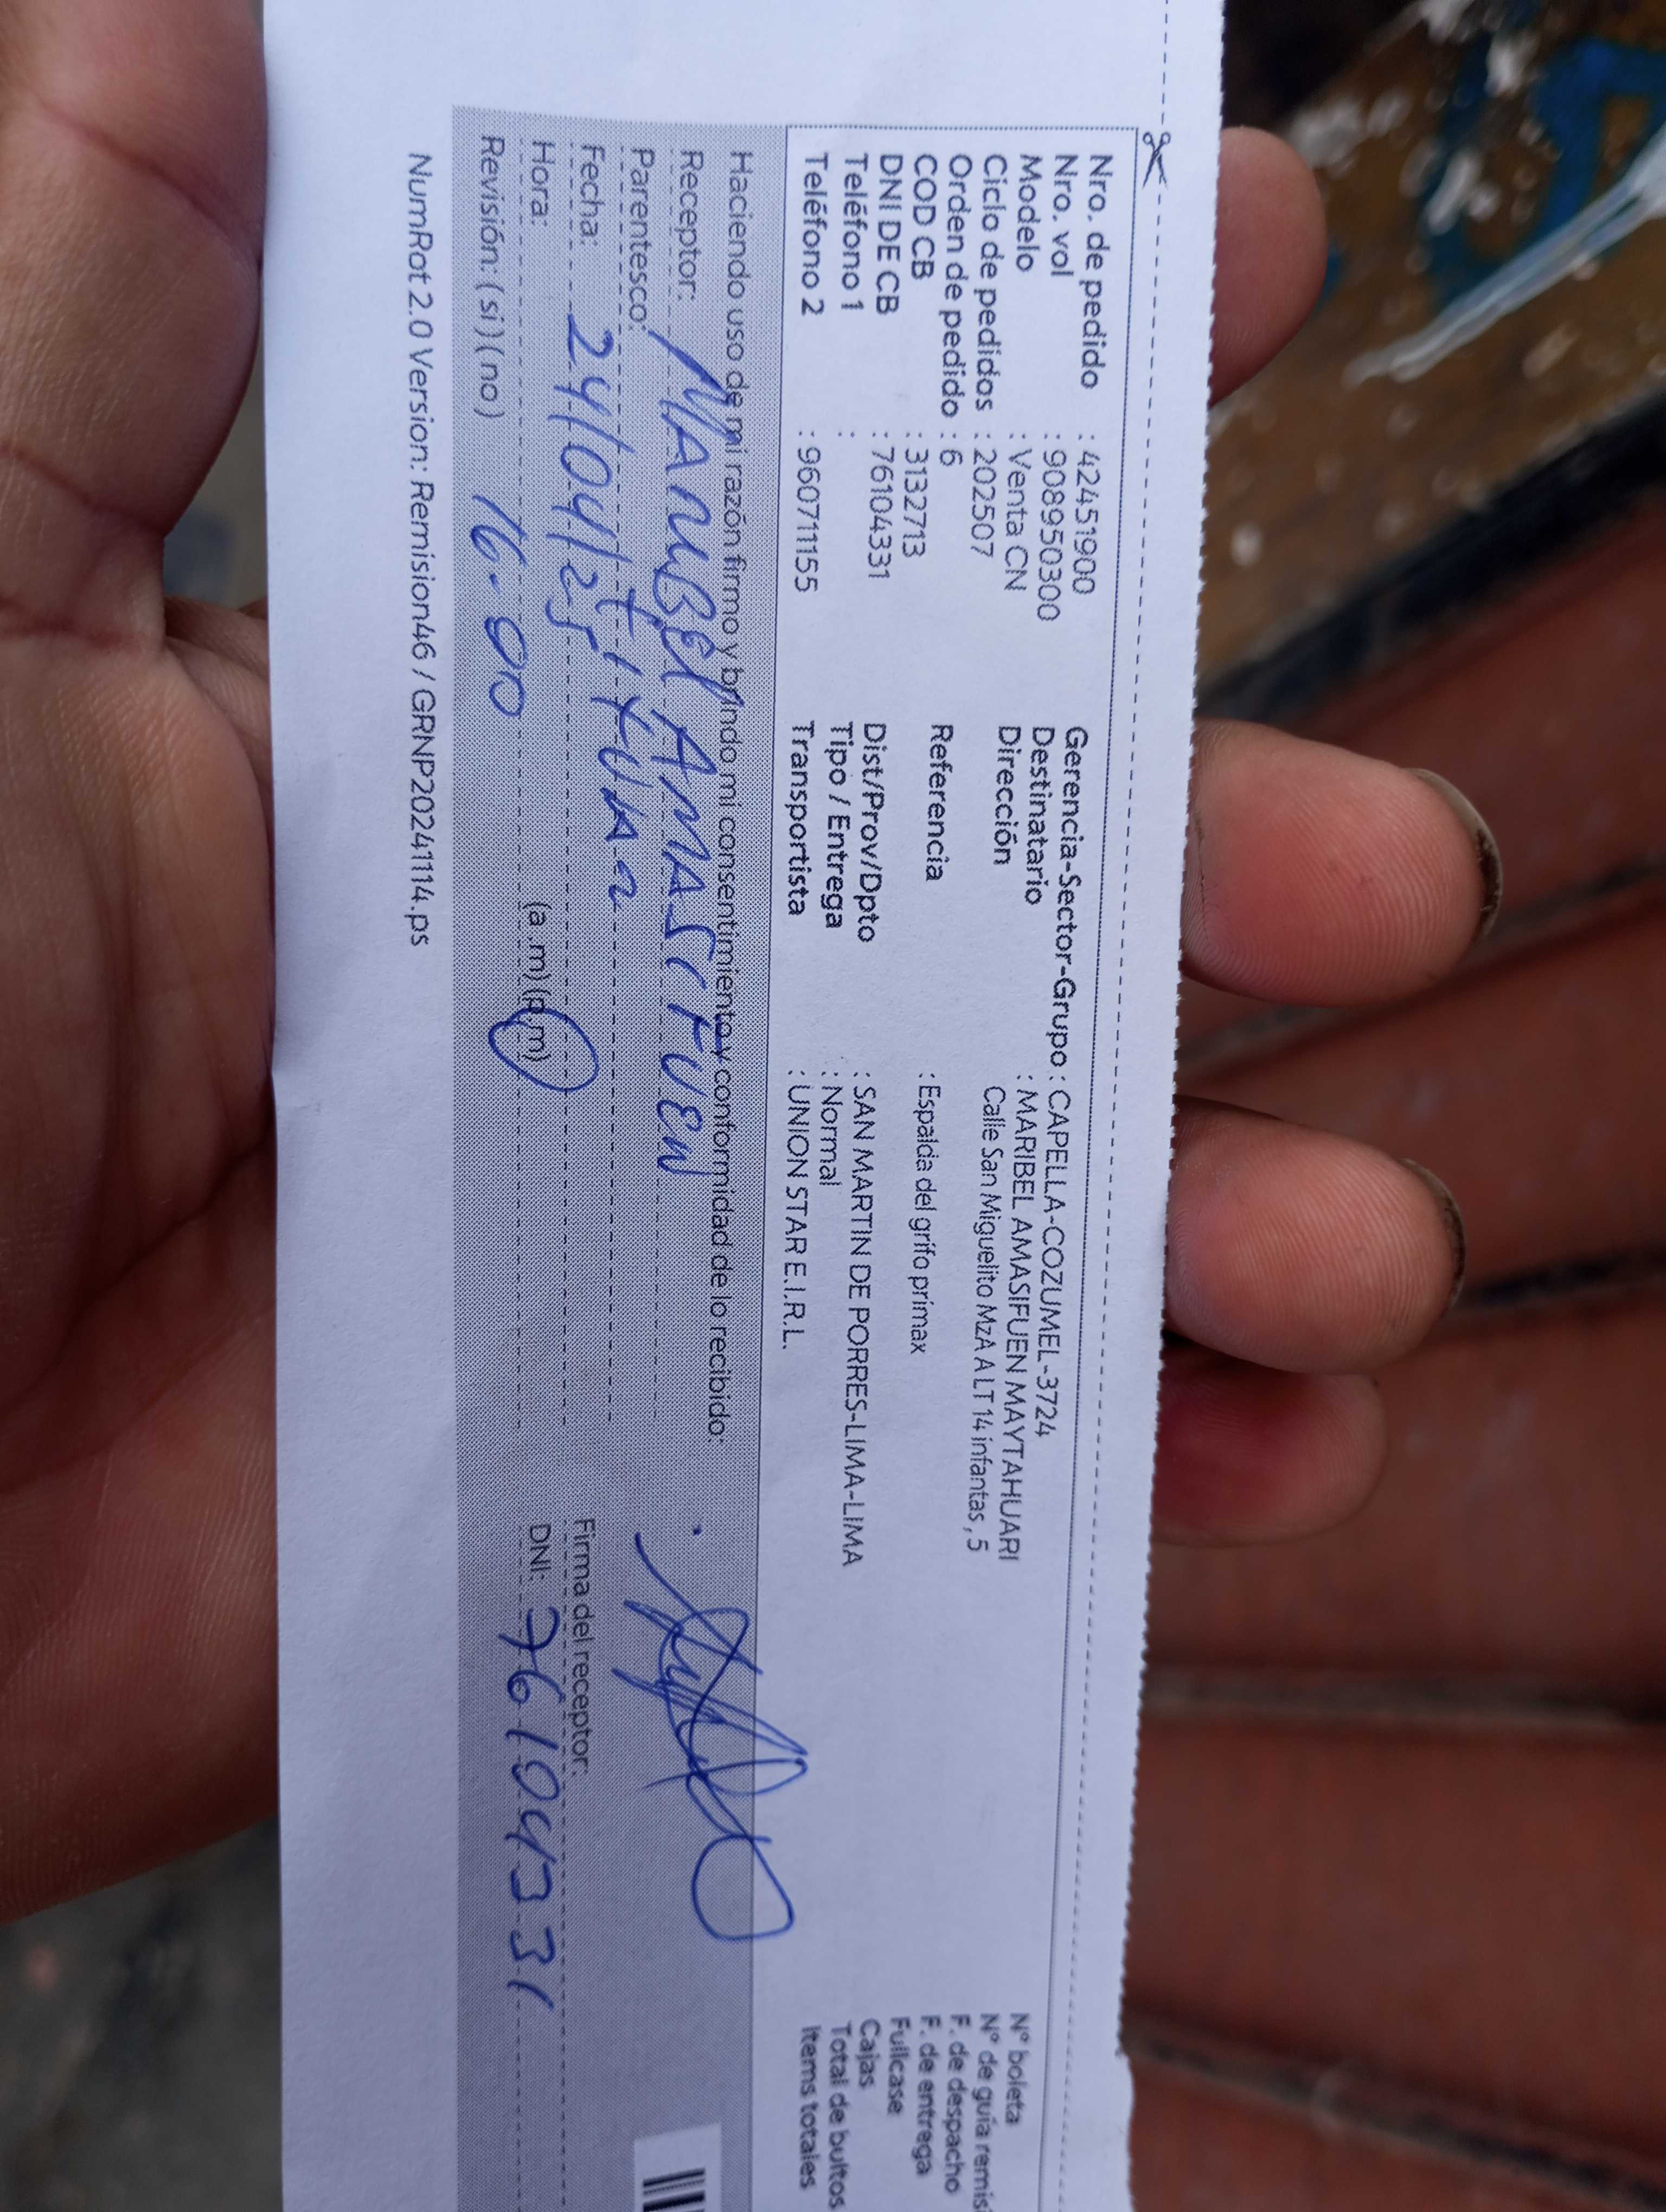 Nro. de pedido : 42451900
Nro. vol : 908950300
Modelo : Venta CN
Ciclo de pedidos : 202507
Orden de pedido : 6
COD CB : 3132713
DNI DE CB : 76104331
Teléfono 1 :
Teléfono 2 : 960711155
Gerencia-Sector-Grupo : CAPELLA-COZUMEL-3724
Destinatario : MARIBEL AMASIFUEN MAYTAHUARI
Dirección Calle San Miguelito MzA A LT 14 infantas , 5
Referencia : Espalda del grifo primax
Dist/Prov/Dpto : SAN MARTIN DE PORRES-LIMA-LIMA
Tipo / Entrega : Normal
Transportista : UNION STAR E.I.R.L.
N° boleta
N° de guía remisi
F. de despacho
F. de entrega
Fullcase
Cajas
Total de bultos
Items totales
Haciendo uso de mi razón firmo y brindo mi consentimiento y conformidad de lo recibido:
Receptor:
Parentesco:
Fecha: 24/04/25
Hora: 16:00 (a .m) (p.m)
Revisión: ( si ) ( no )
Firma del receptor:
DNI: 76104331
NumRot 2.0 Version: Remision46 / GRNP20241114.ps